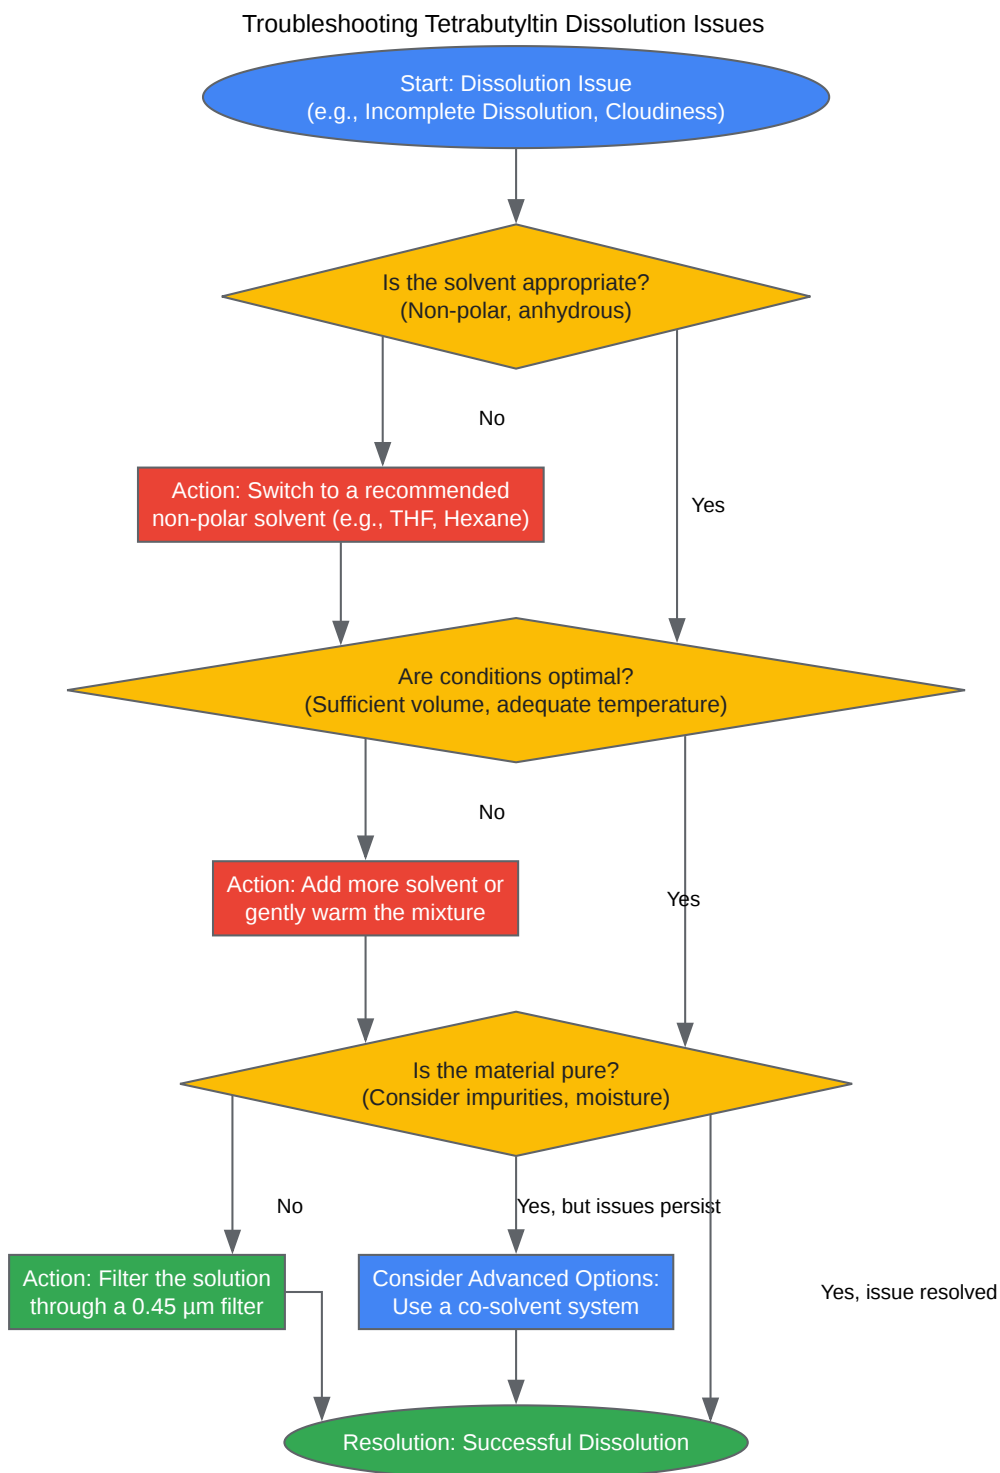 Troubleshooting Tetrabutyltin Dissolution Issues
Start: Dissolution Issue
(e.g., Incomplete Dissolution, Cloudiness)
Is the solvent appropriate?
(Non-polar, anhydrous)
No
Action: Switch to a recommended
non-polar solvent (e.g., THF, Hexane)
Yes
Are conditions optimal?
(Sufficient volume, adequate temperature)
No
Action: Add more solvent or
gently warm the mixture
Yes
Is the material pure?
(Consider impurities, moisture)
No
Yes, but issues persist
Action: Filter the solution
through a 0.45 µm filter
Consider Advanced Options:
Use a co-solvent system
Yes, issue resolved
Resolution: Successful Dissolution